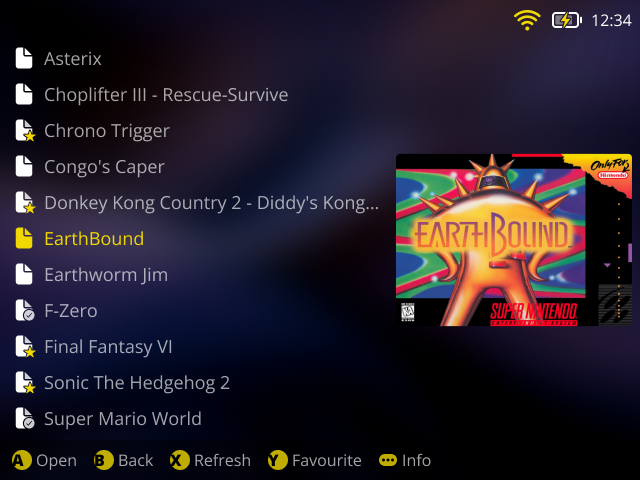 12:34
Asterix
Choplifter III - Rescue-Survive
Chrono Trigger
Congo's Caper
Donkey Kong Country 2 - Diddy's Kong...
EarthBound
Earthworm Jim
F-Zero
Final Fantasy VI
Sonic The Hedgehog 2
Super Mario World
Only For
Nintendo
EARTHBOUND
SUPER NINTENDO
ENTERTAINMENT SYSTEM
A Open B Back X Refresh Y Favourite Info